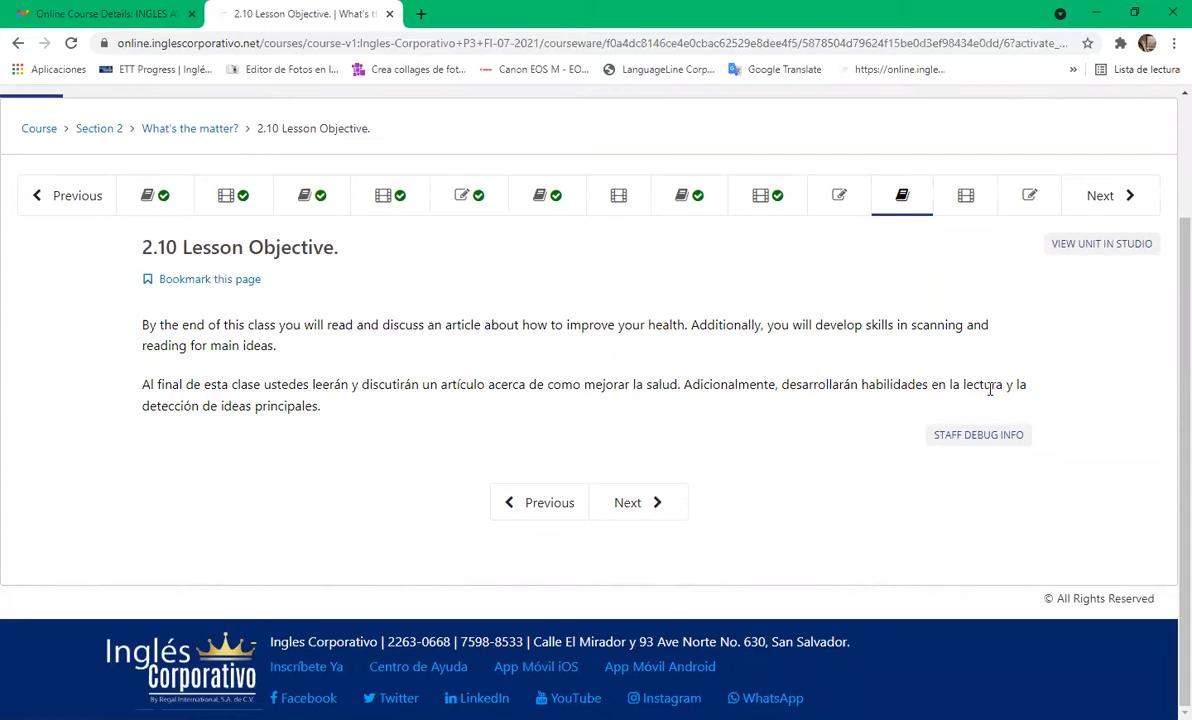 Online Course Details: INGLES A
2.10 Lesson Objective. | What's t
online.inglescorporativo.net/courses/course-v1:Ingles-Corporativo+P3+FI-07-2021/courseware/f0a4dc8146ce4e0cbac62529e8dee4f5/5878504d79624f15be0d3ef98434e0dd/6?activate_...
Aplicaciones
ETT Progress | Inglé...
Editor de Fotos en l...
Crea collages de fot...
Canon EOS M - EO...
LanguageLine Corp...
Google Translate
https://online.ingle...
»
Lista de lectura
Course > Section 2 > What's the matter? > 2.10 Lesson Objective.
Previous
Next
2.10 Lesson Objective.
VIEW UNIT IN STUDIO
Bookmark this page
By the end of this class you will read and discuss an article about how to improve your health. Additionally, you will develop skills in scanning and
reading for main ideas.
Al final de esta clase ustedes leerán y discutirán un artículo acerca de como mejorar la salud. Adicionalmente, desarrollarán habilidades en la lectura y la
detección de ideas principales.
STAFF DEBUG INFO
Previous
Next
© All Rights Reserved
Inglés Corporativo
By Regal International, S.A. de C.V.
Ingles Corporativo | 2263-0668 | 7598-8533 | Calle El Mirador y 93 Ave Norte No. 630, San Salvador.
Inscríbete Ya Centro de Ayuda App Móvil iOS App Móvil Android
Facebook Twitter LinkedIn YouTube Instagram WhatsApp